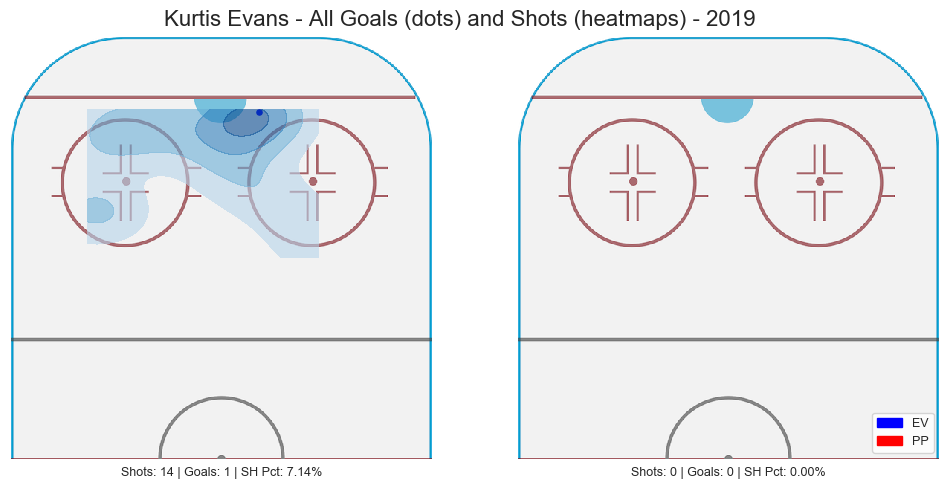 Kurtis Evans - All Goals (dots) and Shots (heatmaps) - 2019
EV
PP
Shots: 14 | Goals: 1 | SH Pct: 7.14%
Shots: 0 | Goals: 0 | SH Pct: 0.00%